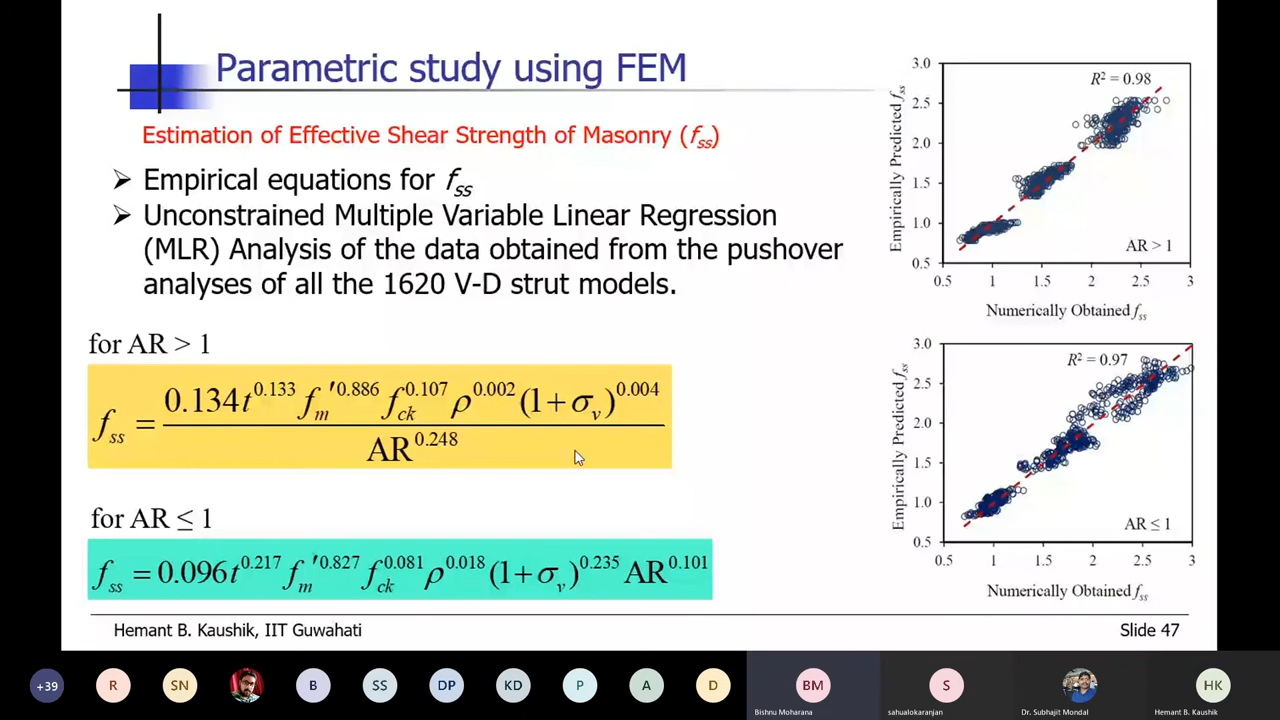 Parametric study using FEM
Estimation of Effective Shear Strength of Masonry (fss)
➢ Empirical equations for fss
➢ Unconstrained Multiple Variable Linear Regression
(MLR) Analysis of the data obtained from the pushover
analyses of all the 1620 V-D strut models.
for AR > 1
fss = 0.134t^0.133 fm′^0.886 fck^0.107 ρ^0.002 (1+σv)^0.004
AR^0.248
for AR ≤ 1
fss = 0.096t^0.217 fm′^0.827 fck^0.081 ρ^0.018 (1+σv)^0.235 AR^0.101
3.0
2.5
2.0
1.5
1.0
0.5
Empirically Predicted fss
R² = 0.98
AR > 1
0.5 1 1.5 2 2.5 3
Numerically Obtained fss
3.0
2.5
2.0
1.5
1.0
0.5
Empirically Predicted fss
R² = 0.97
AR ≤ 1
0.5 1 1.5 2 2.5 3
Numerically Obtained fss
Hemant B. Kaushik, IIT Guwahati
Slide 47
+39 R SN B SS DP KD P A D BM S HK
Bishnu Moharana sahualokaranjan Dr. Subhajit Mondal Hemant B. Kaushik